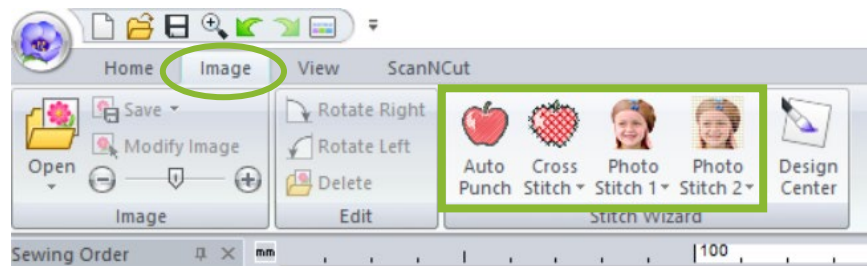 Home Image View ScanNCut
Save
Modify Image
Open
Image
Rotate Right
Rotate Left
Delete
Edit
Auto Punch
Cross Stitch
Photo Stitch 1
Photo Stitch 2
Design Center
Stitch Wizard
Sewing Order
mm
100